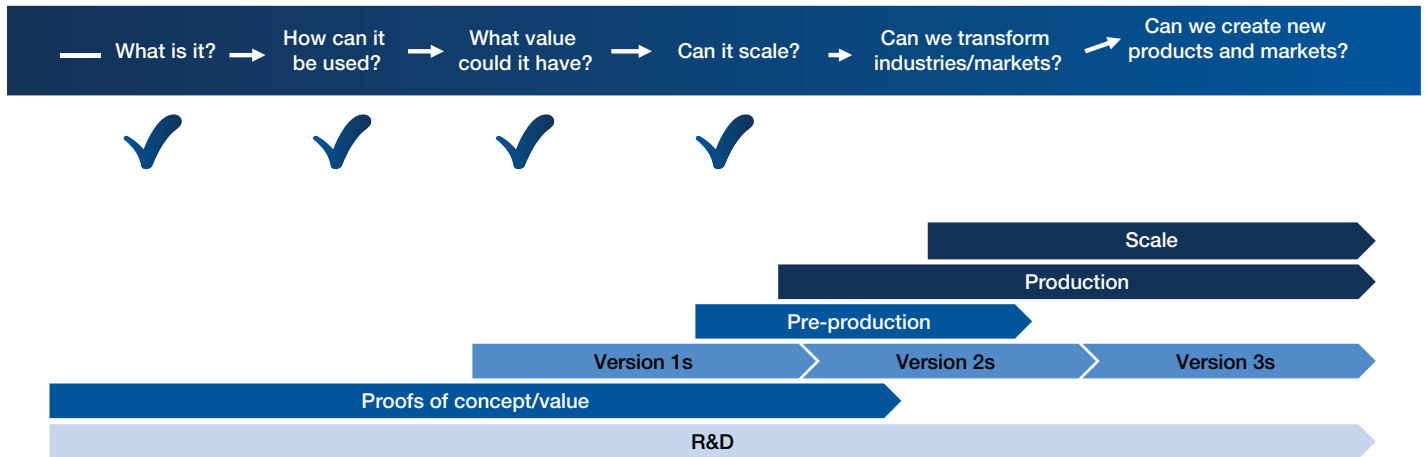 What is it?
How can it
be used?
What value
could it have?
Can it scale?
Can we transform
industries/markets?
Can we create new
products and markets?
Scale
Production
Pre-production
Version 1s
Version 2s
Version 3s
Proofs of concept/value
R&D